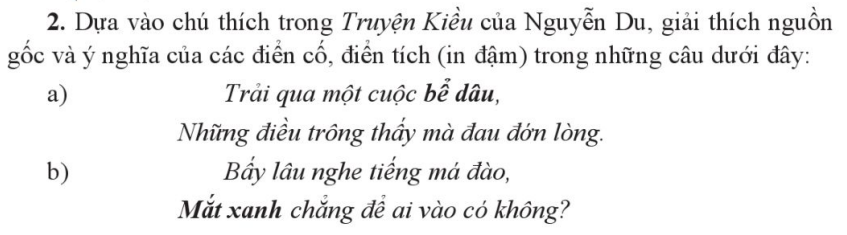 2. Dựa vào chú thích trong Truyện Kiều của Nguyễn Du, giải thích nguồn
gốc và ý nghĩa của các điển cố, điển tích (in đậm) trong những câu dưới đây:
a) Trải qua một cuộc bể dâu,
Những điều trông thấy mà đau đớn lòng.
b) Bấy lâu nghe tiếng má đào,
Mắt xanh chẳng để ai vào có không?